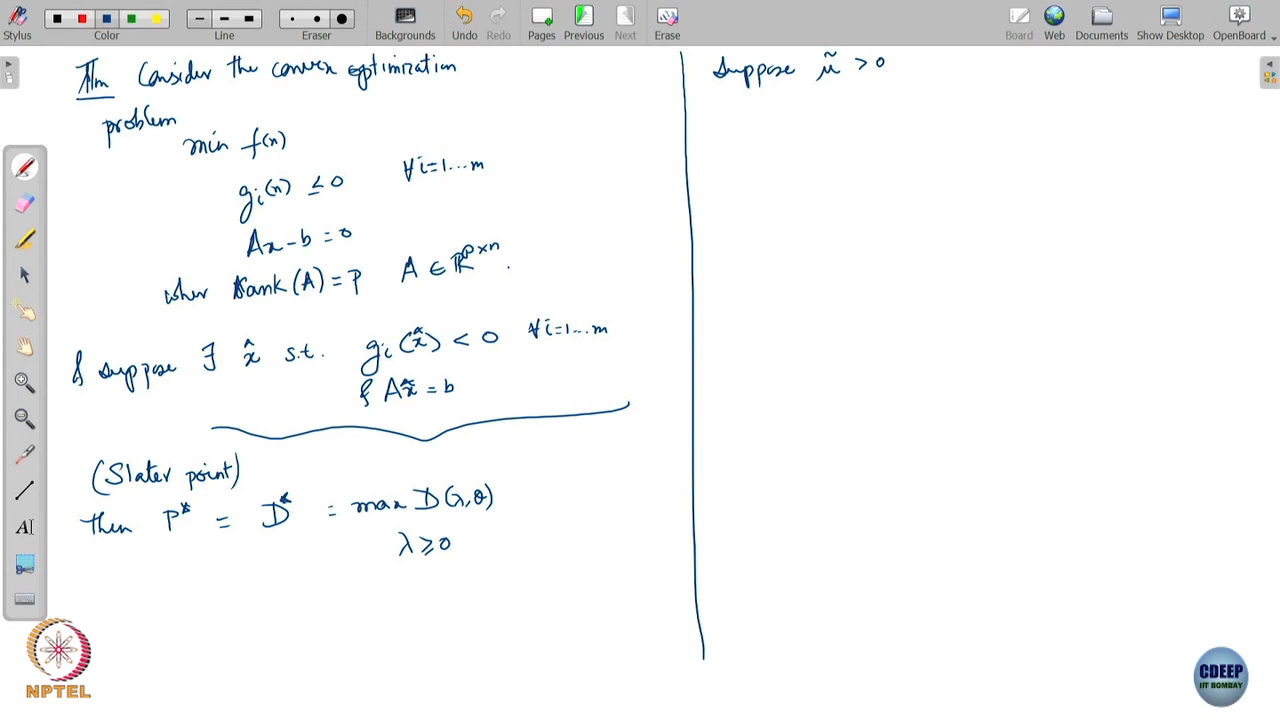 Stylus
Color
Line
Eraser
Backgrounds
Undo
Redo
Pages
Previous
Next
Erase
Board
Web
Documents
Show Desktop
OpenBoard
Thm Consider the convex optimization
problem
min f(x)
gᵢ(x) ≤ 0 ∀i=1...m
Ax - b = 0
where Rank(A) = p A ∈ ℝ^{p×n}.
& suppose ∃ x̂ s.t. gᵢ(x̂) < 0 ∀i=1...m
& Ax̂ = b
(Slater point)
then P* = D* = max D(λ,θ)
λ ≥ 0
Suppose μ̃ > 0
NPTEL
CDEEP
IIT BOMBAY